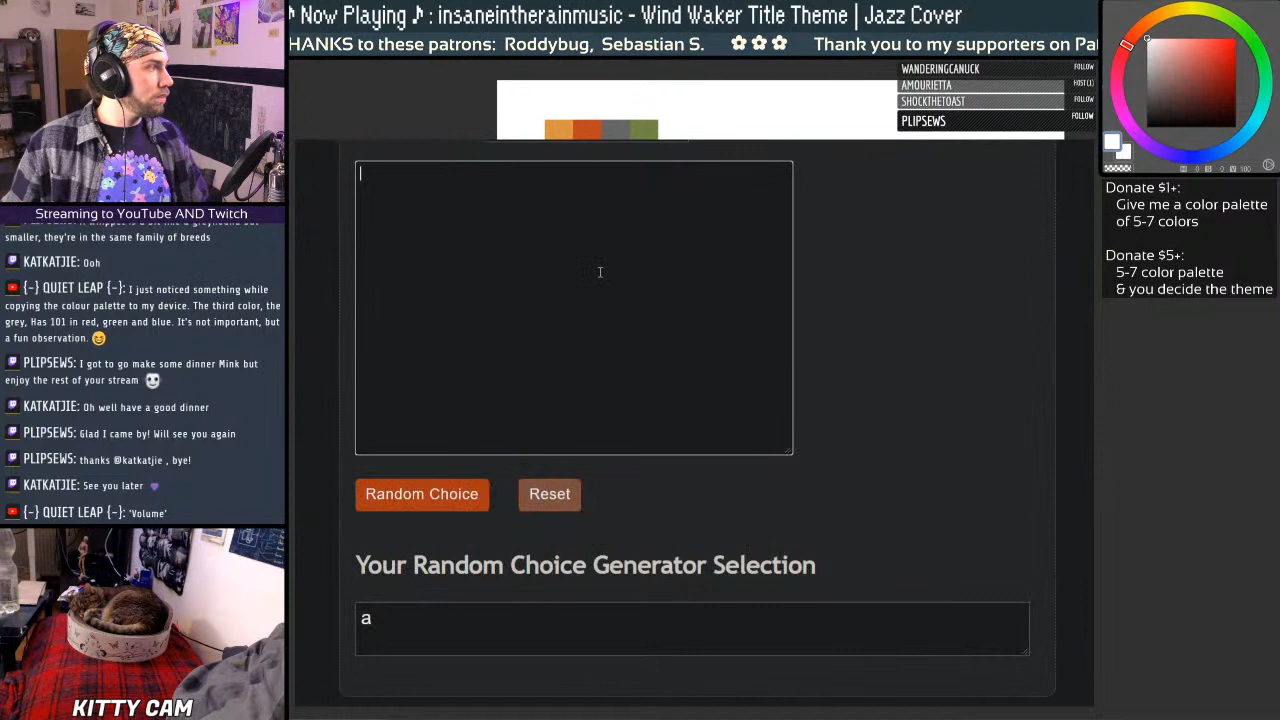 ♪ Now Playing ♪ : insaneintherainmusic - Wind Waker Title Theme | Jazz Cover
HANKS to these patrons: Roddybug, Sebastian S. ✿ ✿ ✿ Thank you to my supporters on Pa
WANDERINGCANUCK FOLLOW
AMOURIETTA HOST(1)
SHOCKTHETOAST FOLLOW
PLIPSEWS FOLLOW
Streaming to YouTube AND Twitch
smaller, they're in the same family of breeds
KATKATJIE: Ooh
{-} QUIET LEAP {-}: I just noticed something while
copying the colour palette to my device. The third color, the
grey, Has 101 in red, green and blue. It's not important, but
a fun observation.
PLIPSEWS: I got to go make some dinner Mink but
enjoy the rest of your stream
KATKATJIE: Oh well have a good dinner
PLIPSEWS: Glad I came by! Will see you again
PLIPSEWS: thanks @katkatjie , bye!
KATKATJIE: See you later
{-} QUIET LEAP {-}: 'Volume'
KITTY CAM
Random Choice
Reset
Your Random Choice Generator Selection
a
Donate $1+:
Give me a color palette
of 5-7 colors
Donate $5+:
5-7 color palette
& you decide the theme